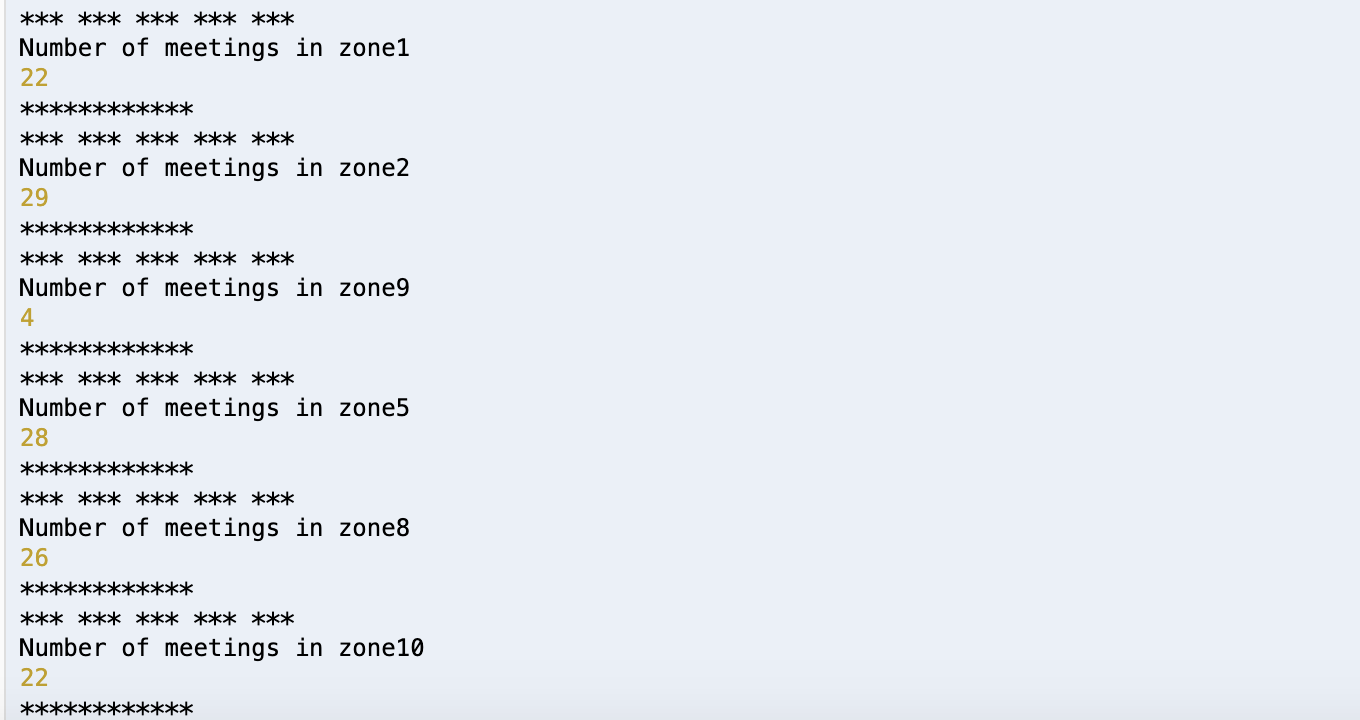 *** *** *** *** ***
Number of meetings in zone1
22
************
*** *** *** *** ***
Number of meetings in zone2
29
************
*** *** *** *** ***
Number of meetings in zone9
4
************
*** *** *** *** ***
Number of meetings in zone5
28
************
*** *** *** *** ***
Number of meetings in zone8
26
************
*** *** *** *** ***
Number of meetings in zone10
22
************